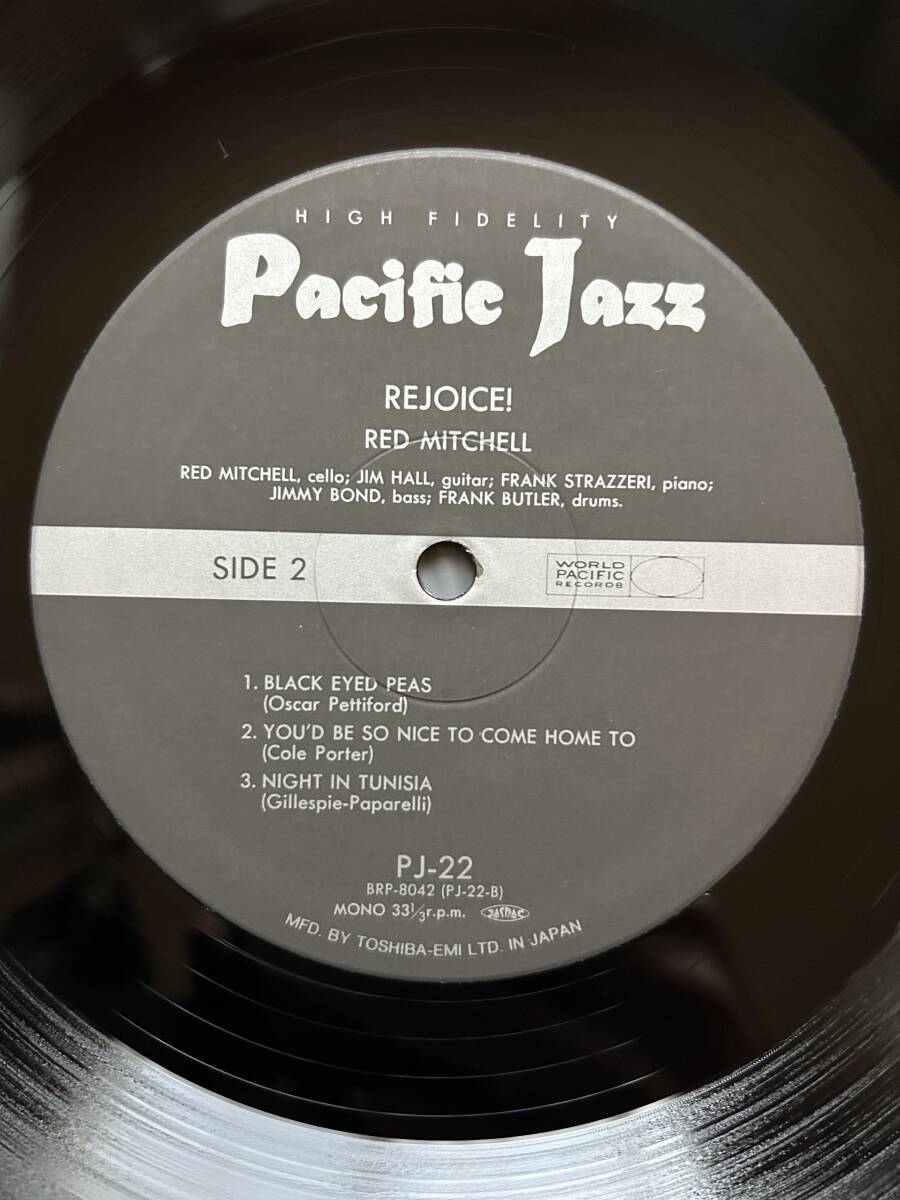 HIGH FIDELITY
Pacific Jazz
REJOICE!
RED MITCHELL
RED MITCHELL, cello; JIM HALL, guitar; FRANK STRAZZERI, piano;
JIMMY BOND, bass; FRANK BUTLER, drums.
SIDE 2
WORLD
PACIFIC
RECORDS
1. BLACK EYED PEAS
(Oscar Pettiford)
2. YOU'D BE SO NICE TO COME HOME TO
(Cole Porter)
3. NIGHT IN TUNISIA
(Gillespie-Paparelli)
PJ-22
BRP-8042 (PJ-22-B)
MONO 33⅓r.p.m.
MFD. BY TOSHIBA-EMI LTD. IN JAPAN